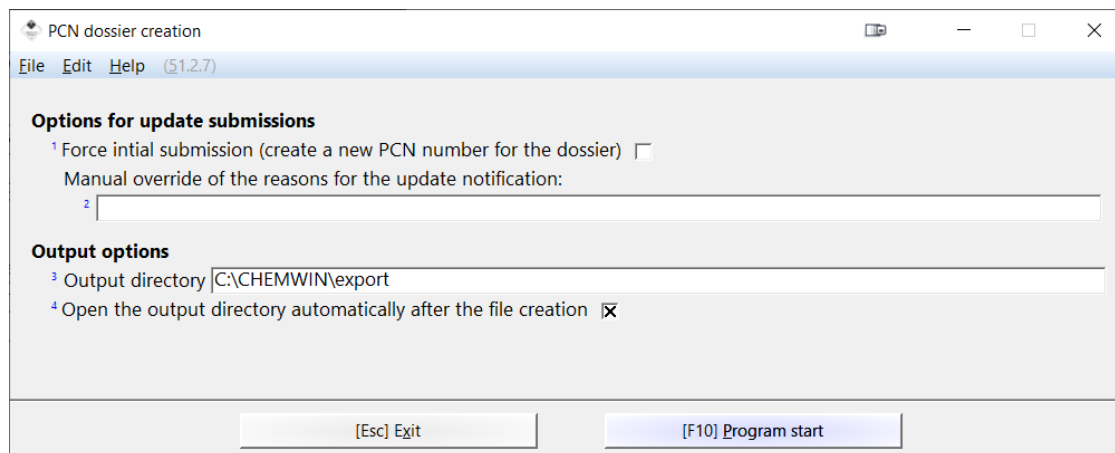 PCN dossier creation
File Edit Help (51.2.7)
Options for update submissions
1 Force intial submission (create a new PCN number for the dossier)
Manual override of the reasons for the update notification:
2
Output options
3 Output directory C:\CHEMWIN\export
4 Open the output directory automatically after the file creation
[Esc] Exit [F10] Program start